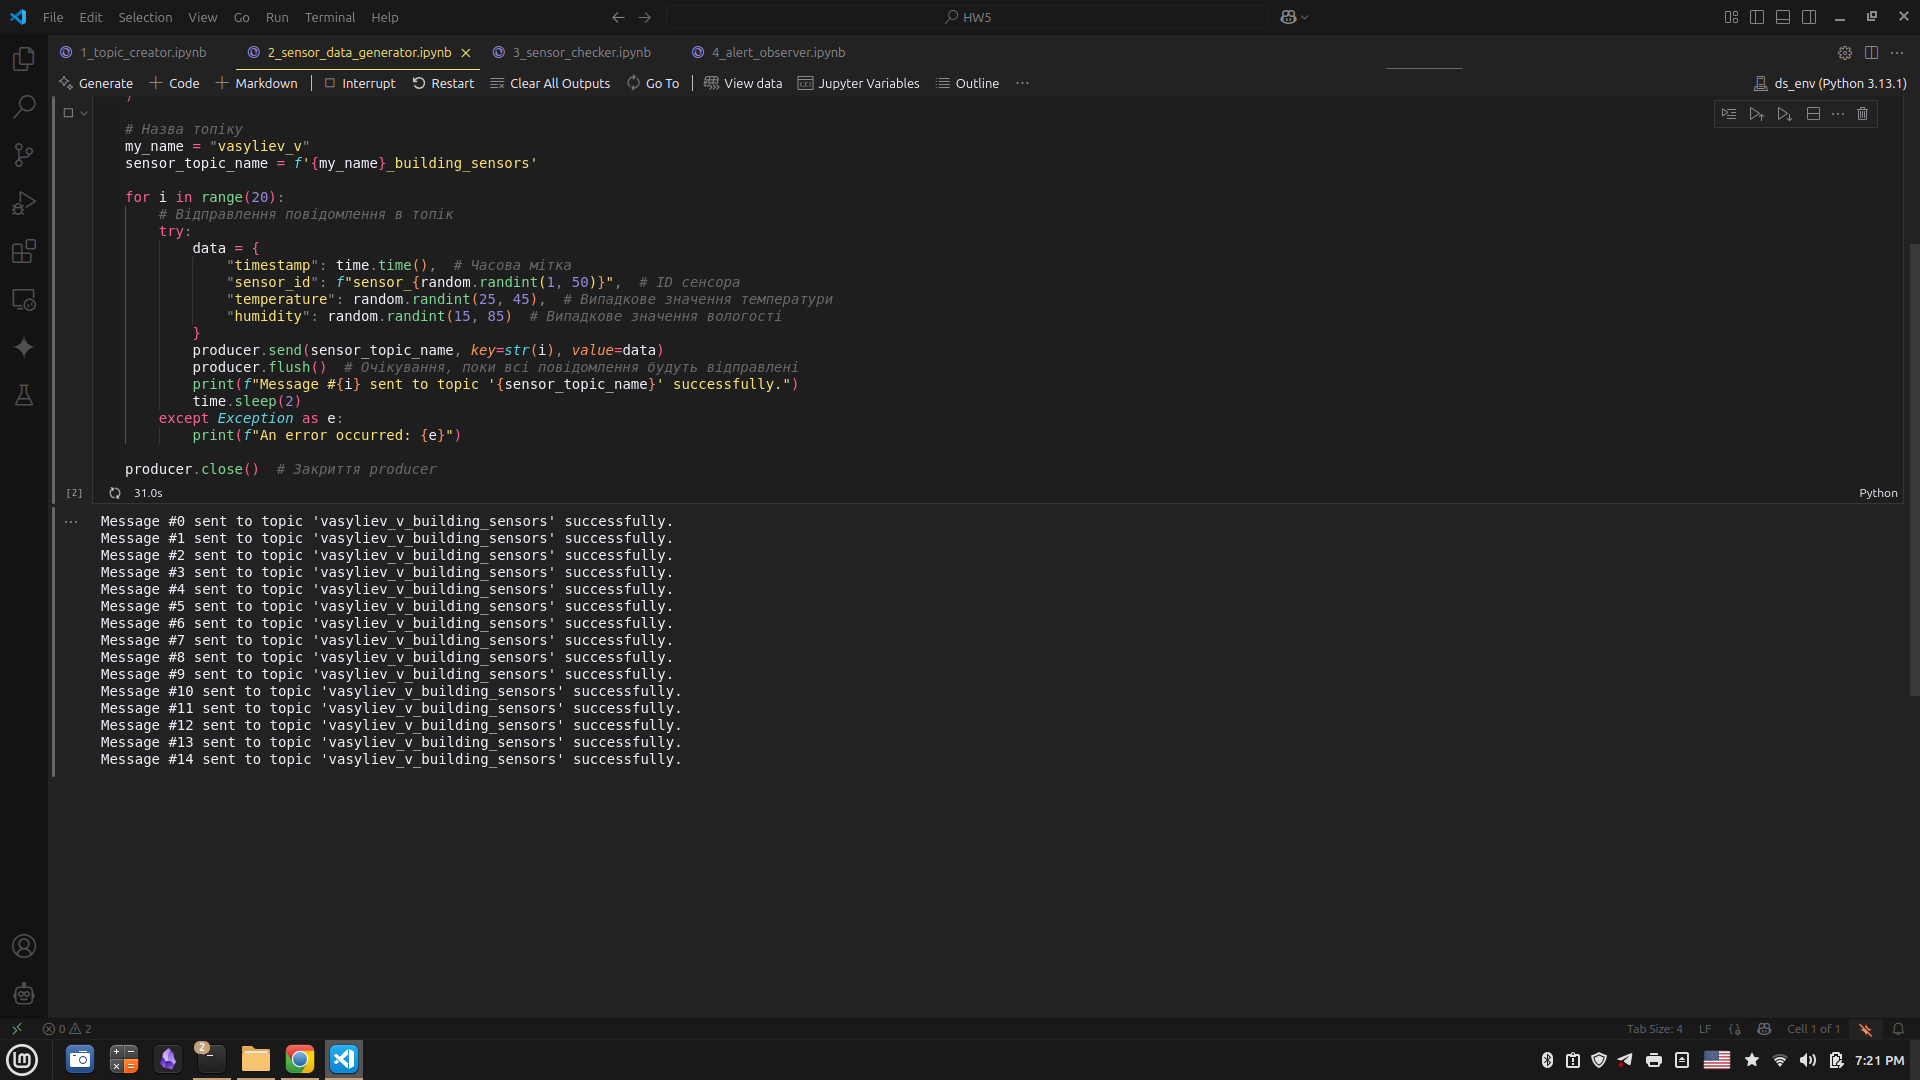 File Edit Selection View Go Run Terminal Help
HW5
1_topic_creator.ipynb
2_sensor_data_generator.ipynb
3_sensor_checker.ipynb
4_alert_observer.ipynb
Generate Code Markdown Interrupt Restart Clear All Outputs Go To View data Jupyter Variables Outline ds_env (Python 3.13.1)
)
# Назва топіку
my_name = "vasyliev_v"
sensor_topic_name = f'{my_name}_building_sensors'
for i in range(20):
# Відправлення повідомлення в топік
try:
data = {
"timestamp": time.time(),  # Часова мітка
"sensor_id": f"sensor_{random.randint(1, 50)}",  # ID сенсора
"temperature": random.randint(25, 45),  # Випадкове значення температури
"humidity": random.randint(15, 85)  # Випадкове значення вологості
}
producer.send(sensor_topic_name, key=str(i), value=data)
producer.flush()  # Очікування, поки всі повідомлення будуть відправлені
print(f"Message #{i} sent to topic '{sensor_topic_name}' successfully.")
time.sleep(2)
except Exception as e:
print(f"An error occurred: {e}")
producer.close()  # Закриття producer
[2] 31.0s Python
Message #0 sent to topic 'vasyliev_v_building_sensors' successfully.
Message #1 sent to topic 'vasyliev_v_building_sensors' successfully.
Message #2 sent to topic 'vasyliev_v_building_sensors' successfully.
Message #3 sent to topic 'vasyliev_v_building_sensors' successfully.
Message #4 sent to topic 'vasyliev_v_building_sensors' successfully.
Message #5 sent to topic 'vasyliev_v_building_sensors' successfully.
Message #6 sent to topic 'vasyliev_v_building_sensors' successfully.
Message #7 sent to topic 'vasyliev_v_building_sensors' successfully.
Message #8 sent to topic 'vasyliev_v_building_sensors' successfully.
Message #9 sent to topic 'vasyliev_v_building_sensors' successfully.
Message #10 sent to topic 'vasyliev_v_building_sensors' successfully.
Message #11 sent to topic 'vasyliev_v_building_sensors' successfully.
Message #12 sent to topic 'vasyliev_v_building_sensors' successfully.
Message #13 sent to topic 'vasyliev_v_building_sensors' successfully.
Message #14 sent to topic 'vasyliev_v_building_sensors' successfully.
0 2 Tab Size: 4 LF Cell 1 of 1
2
7:21 PM